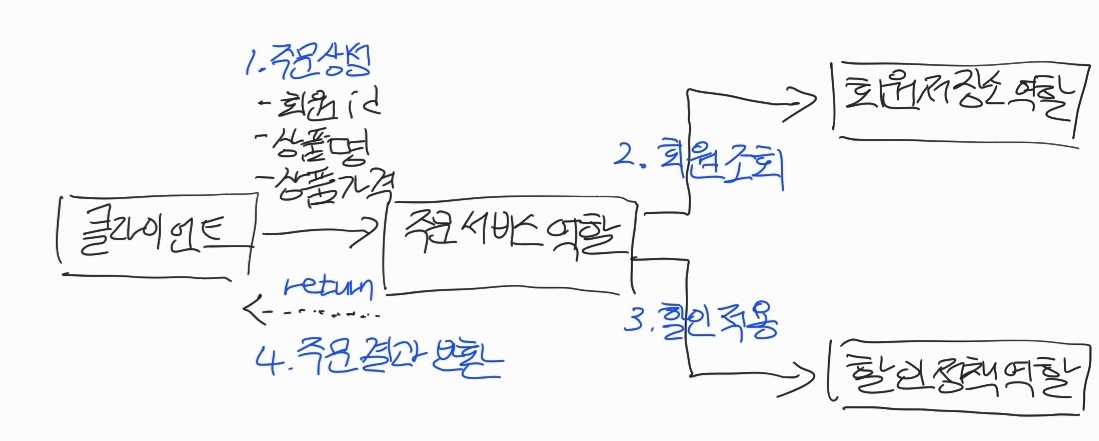 1. 주문생성
- 회원 id
- 상품명
- 상품가격
클라이언트
주문서비스역할
return
4. 주문결과 반환
2. 회원조회
3. 할인적용
회원저장소 역할
할인정책역할